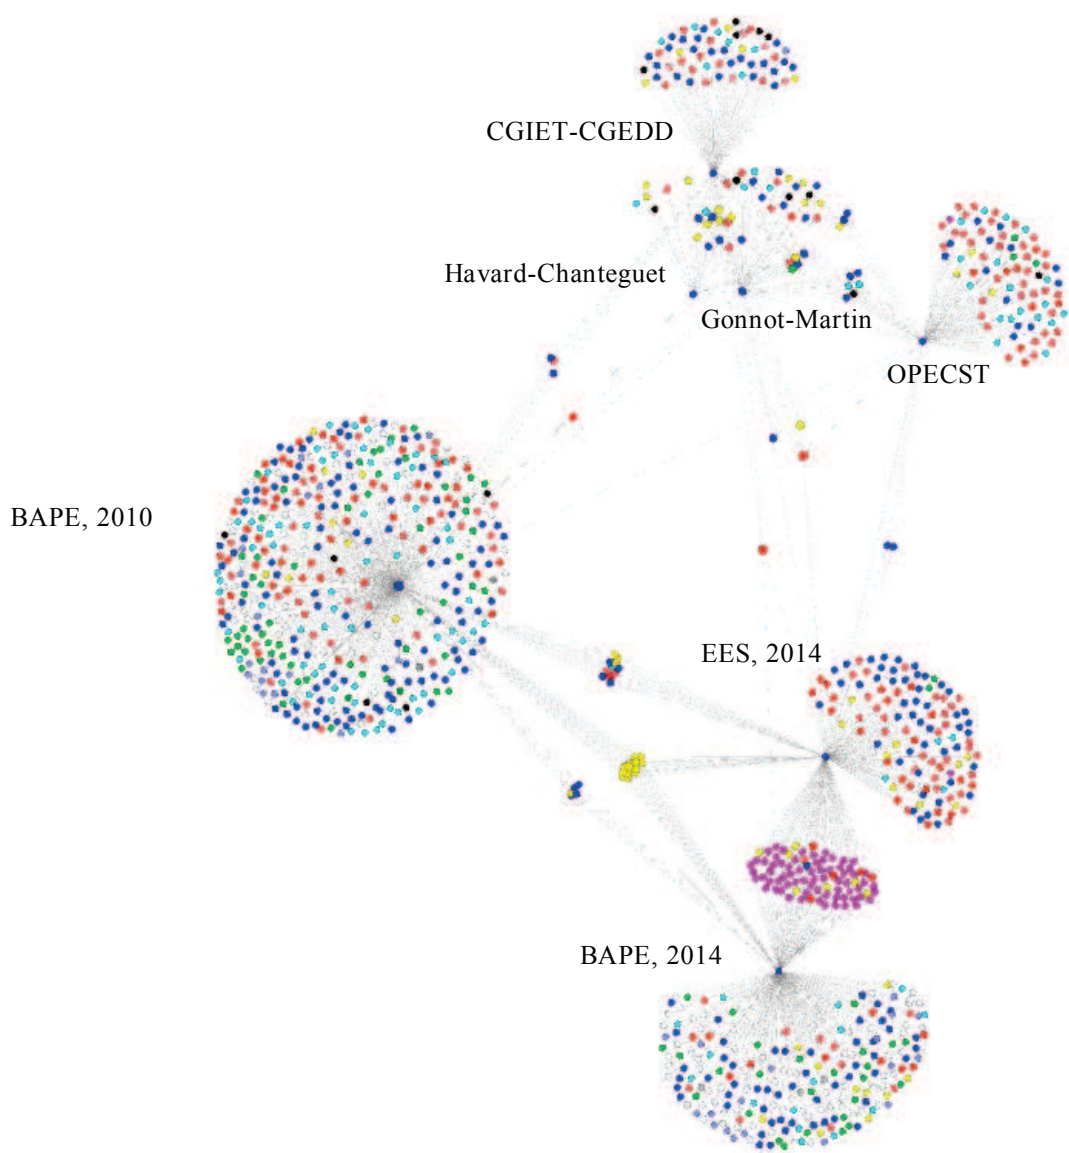 CGIET-CGEDD
Havard-Chanteguet
Gonnot-Martin
OPECST
BAPE, 2010
EES, 2014
BAPE, 2014